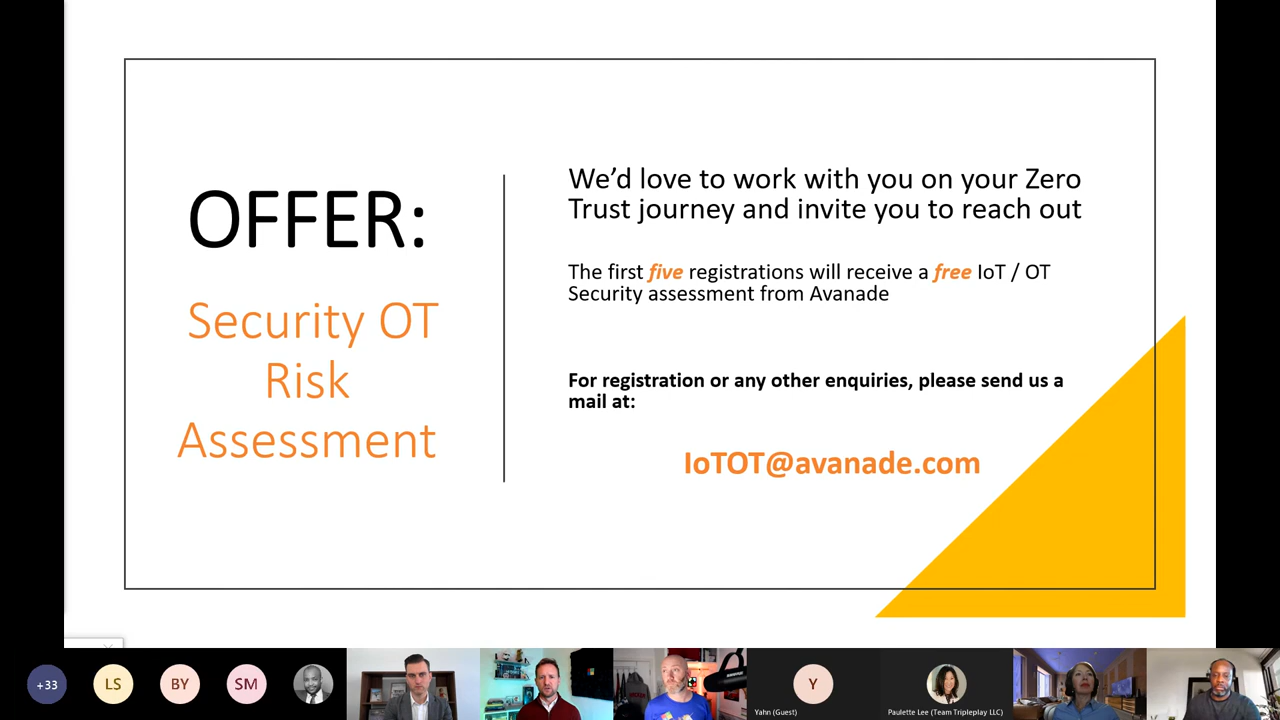 OFFER:
Security OT
Risk
Assessment
We’d love to work with you on your Zero
Trust journey and invite you to reach out
The first five registrations will receive a free IoT / OT
Security assessment from Avanade
For registration or any other enquiries, please send us a
mail at:
IoTOT@avanade.com
+33
LS
BY
SM
Y
Yahn (Guest)
Paulette Lee (Team Tripleplay LLC)